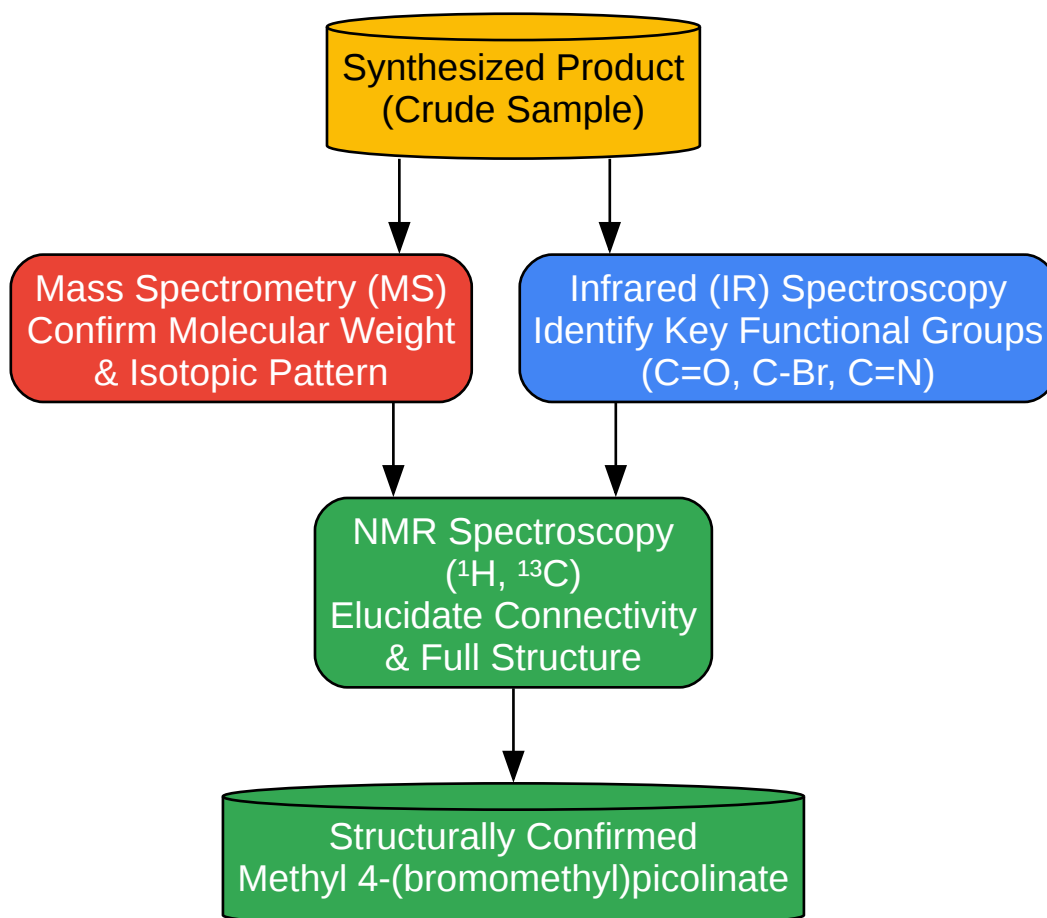 Synthesized Product
(Crude Sample)
Mass Spectrometry (MS)
Confirm Molecular Weight
& Isotopic Pattern
Infrared (IR) Spectroscopy
Identify Key Functional Groups
(C=O, C-Br, C=N)
NMR Spectroscopy
(¹H, ¹³C)
Elucidate Connectivity
& Full Structure
Structurally Confirmed
Methyl 4-(bromomethyl)picolinate